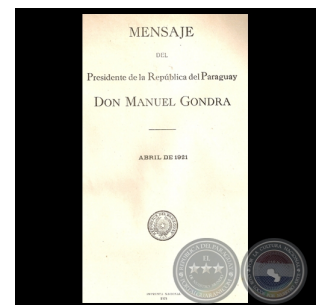 MENSAJE
DEL
Presidente de la República del Paraguay
DON MANUEL GONDRA
ABRIL DE 1921